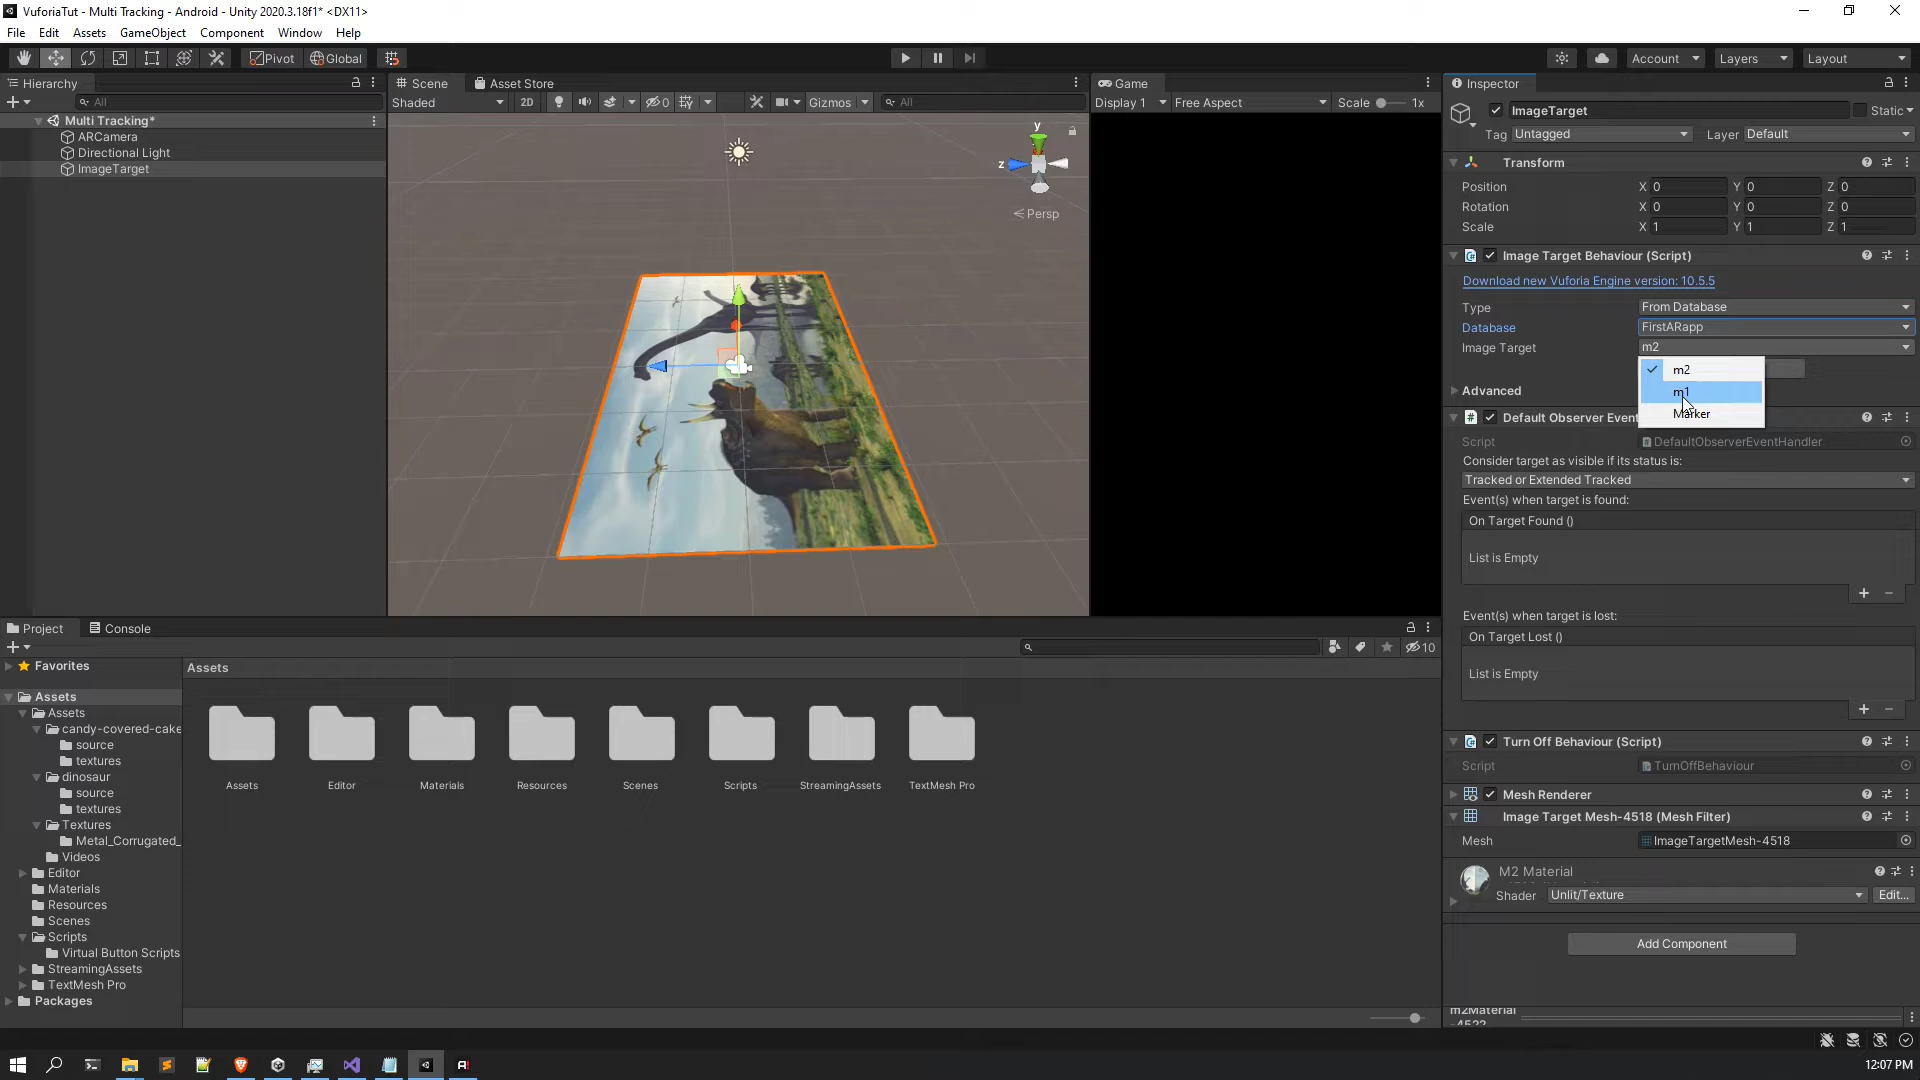 VuforiaTut - Multi Tracking - Android - Unity 2020.3.18f1* <DX11>
File Edit Assets GameObject Component Window Help
Pivot Global Account Layers Layout
Hierarchy
All
Multi Tracking*
ARCamera
Directional Light
ImageTarget
Scene Asset Store
Shaded 2D 0 Gizmos All
y
z
Persp
Game
Display 1 Free Aspect Scale 1x
Inspector
ImageTarget Static
Tag Untagged Layer Default
Transform
Position X 0 Y 0 Z 0
Rotation X 0 Y 0 Z 0
Scale X 1 Y 1 Z 1
Image Target Behaviour (Script)
Download new Vuforia Engine version: 10.5.5
Type From Database
Database FirstARapp
Image Target m2
m2
m1
Marker
Advanced
Default Observer Event
Script DefaultObserverEventHandler
Consider target as visible if its status is:
Tracked or Extended Tracked
Event(s) when target is found:
On Target Found ()
List is Empty
Event(s) when target is lost:
On Target Lost ()
List is Empty
Turn Off Behaviour (Script)
Script TurnOffBehaviour
Mesh Renderer
Image Target Mesh-4518 (Mesh Filter)
Mesh ImageTargetMesh-4518
M2 Material
Shader Unlit/Texture Edit...
Add Component
m2Material
-4522
Project Console
10
Favorites
Assets
Assets
candy-covered-cake
source
textures
dinosaur
source
textures
Textures
Metal_Corrugated_
Videos
Editor
Materials
Resources
Scenes
Scripts
Virtual Button Scripts
StreamingAssets
TextMesh Pro
Packages
Assets
Assets Editor Materials Resources Scenes Scripts StreamingAssets TextMesh Pro
12:07 PM